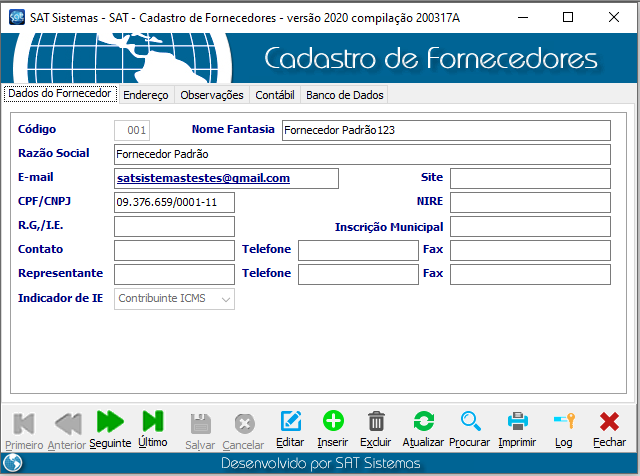 SAT Sistemas - SAT - Cadastro de Fornecedores - versão 2020 compilação 200317A
Cadastro de Fornecedores
Dados do Fornecedor Endereço Observações Contábil Banco de Dados
Código 001 Nome Fantasia Fornecedor Padrão123
Razão Social Fornecedor Padrão
E-mail satsistemastestes@gmail.com Site
CPF/CNPJ 09.376.659/0001-11 NIRE
R.G,/I.E. Inscrição Municipal
Contato Telefone Fax
Representante Telefone Fax
Indicador de IE Contribuinte ICMS
Primeiro Anterior Seguinte Último Salvar Cancelar Editar Inserir Excluir Atualizar Procurar Imprimir Log Fechar
Desenvolvido por SAT Sistemas